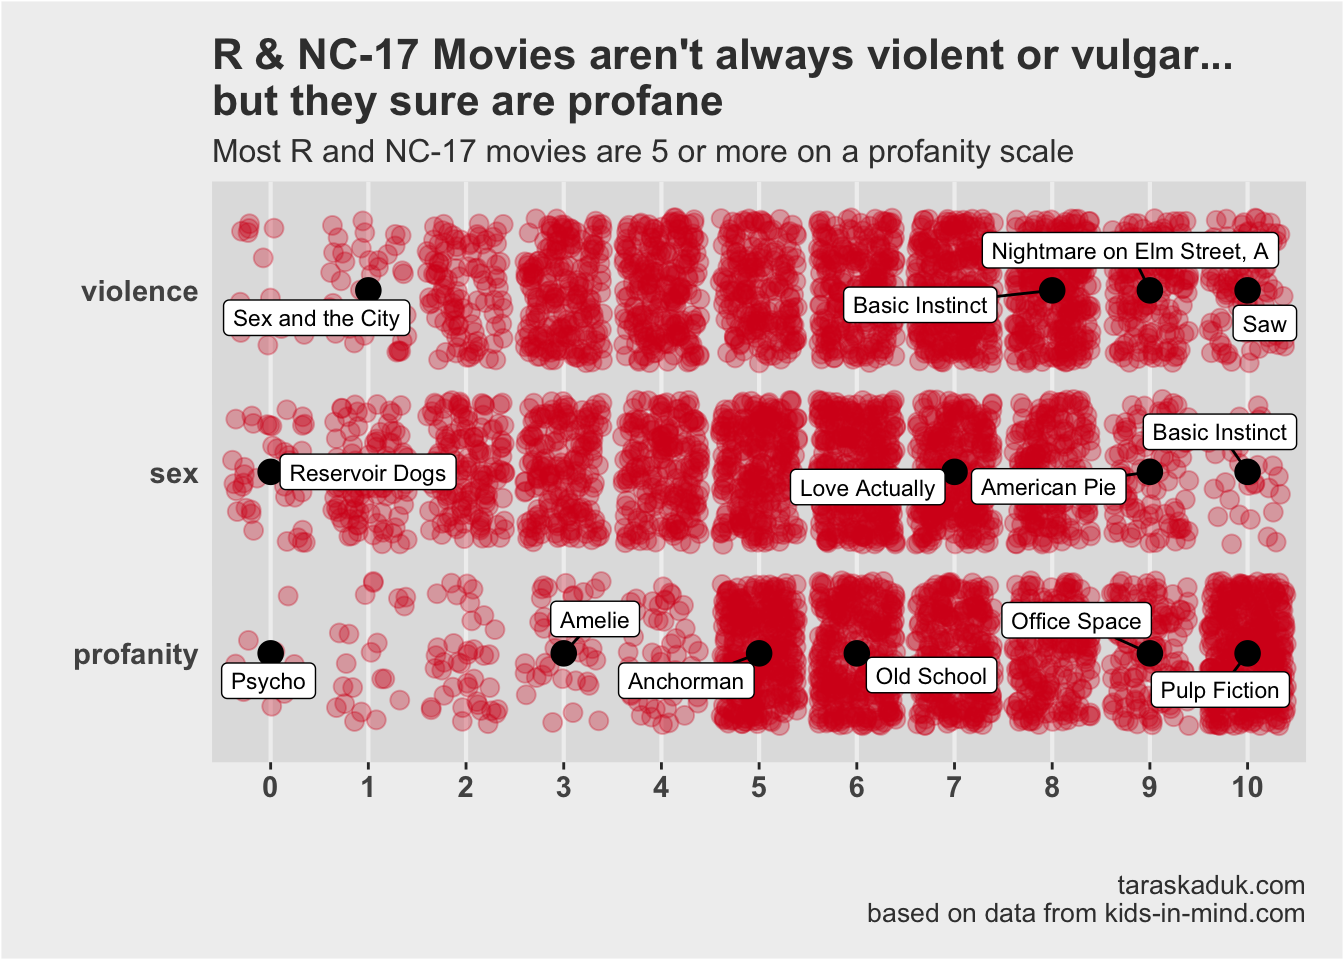 R & NC-17 Movies aren't always violent or vulgar...
but they sure are profane
Most R and NC-17 movies are 5 or more on a profanity scale
violence
Nightmare on Elm Street, A
Basic Instinct
Sex and the City
Saw
sex
Basic Instinct
Reservoir Dogs
Love Actually
American Pie
profanity
Amelie
Office Space
Psycho
Anchorman
Old School
Pulp Fiction
0 1 2 3 4 5 6 7 8 9 10
taraskaduk.com
based on data from kids-in-mind.com